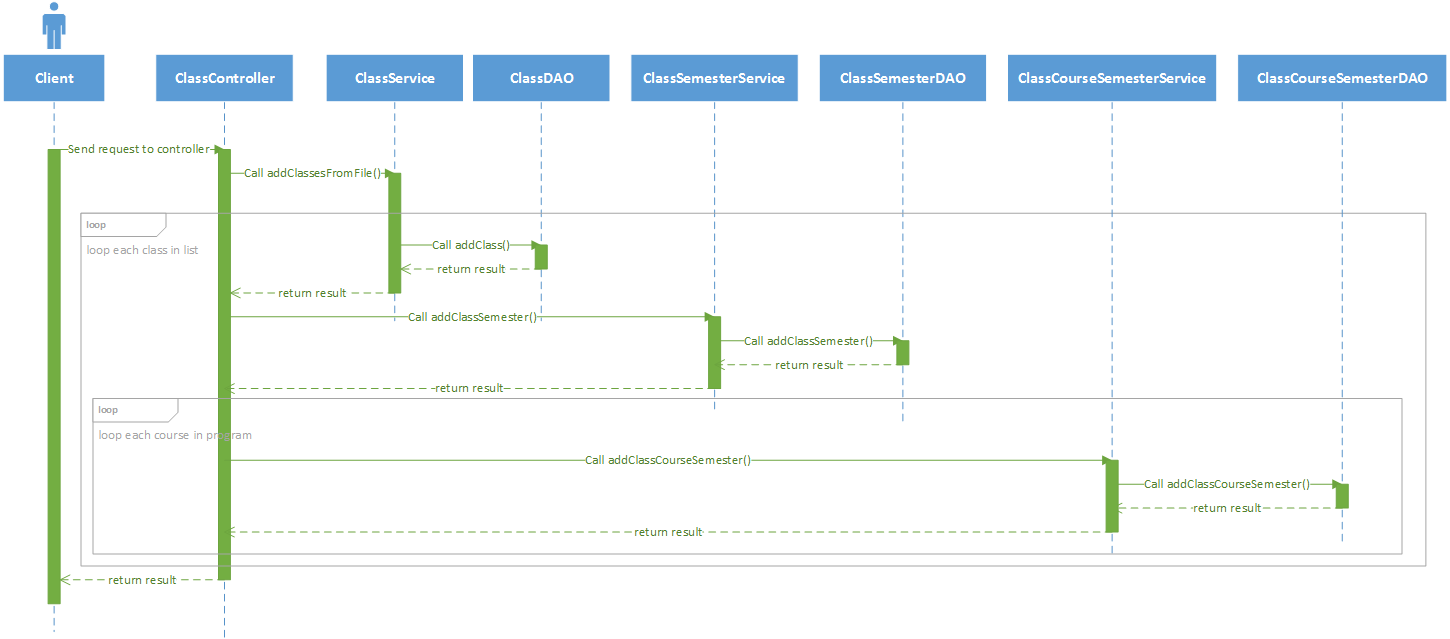 Client
ClassController
ClassService
ClassDAO
ClassSemesterService
ClassSemesterDAO
ClassCourseSemesterService
ClassCourseSemesterDAO
Send request to controller
Call addClassesFromFile()
loop
loop each class in list
Call addClass()
return result
return result
Call addClassSemester()
Call addClassSemester()
return result
return result
loop
loop each course in program
Call addClassCourseSemester()
Call addClassCourseSemester()
return result
return result
return result